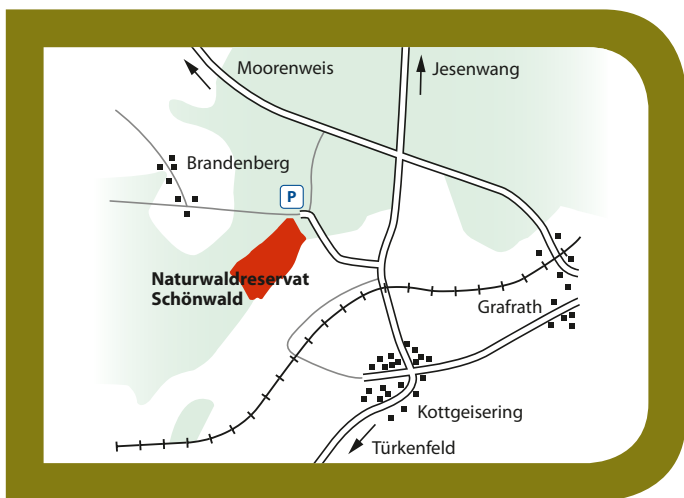 Moorenweis
Jesenwang
Brandenberg
P
Naturwaldreservat
Schönwald
Grafrath
Kottgeisering
Türkenfeld